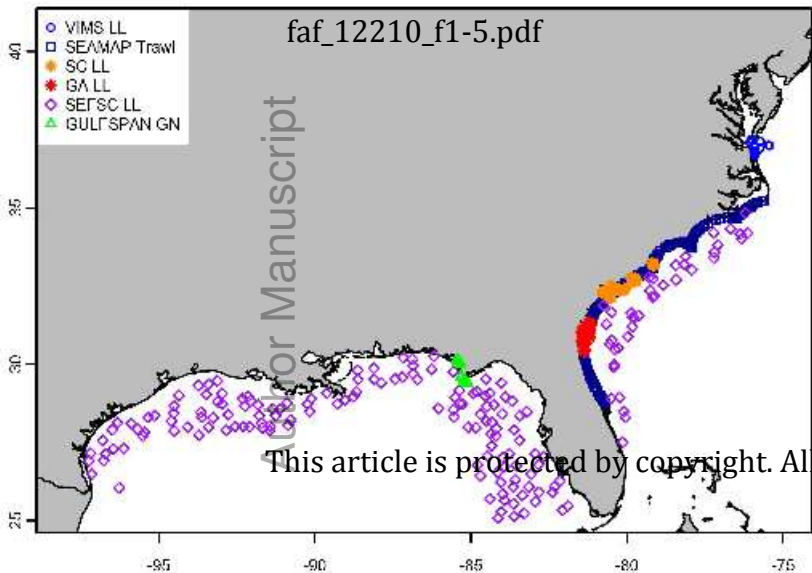 faf_12210_f1-5.pdf
VIMS LL
SEAMAP Trawl
SC LL
GA LL
SEFSC LL
GULFSPAN GN
Author Manuscript
This article is protected by copyright. All
40
35
30
25
-95
-90
-85
-80
-75